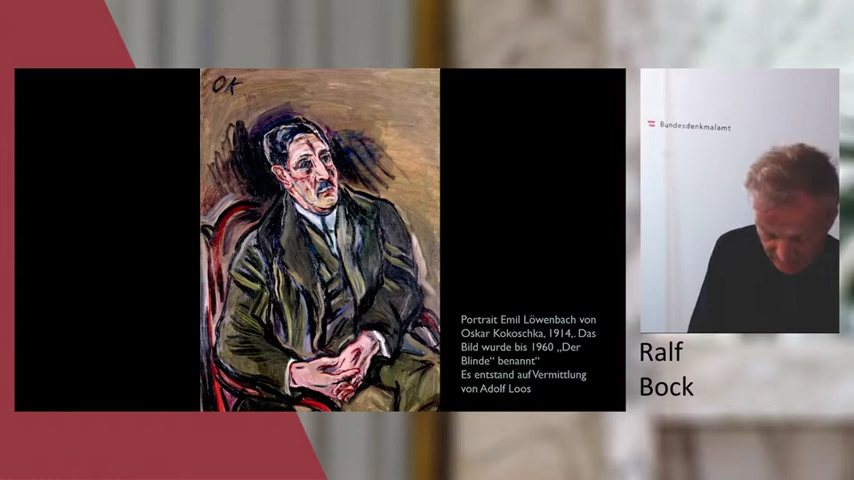 OK
Portrait Emil Löwenbach von
Oskar Kokoschka, 1914,. Das
Bild wurde bis 1960 „Der
Blinde“ benannt“
Es entstand auf Vermittlung
von Adolf Loos
Bundesdenkmalamt
Ralf
Bock